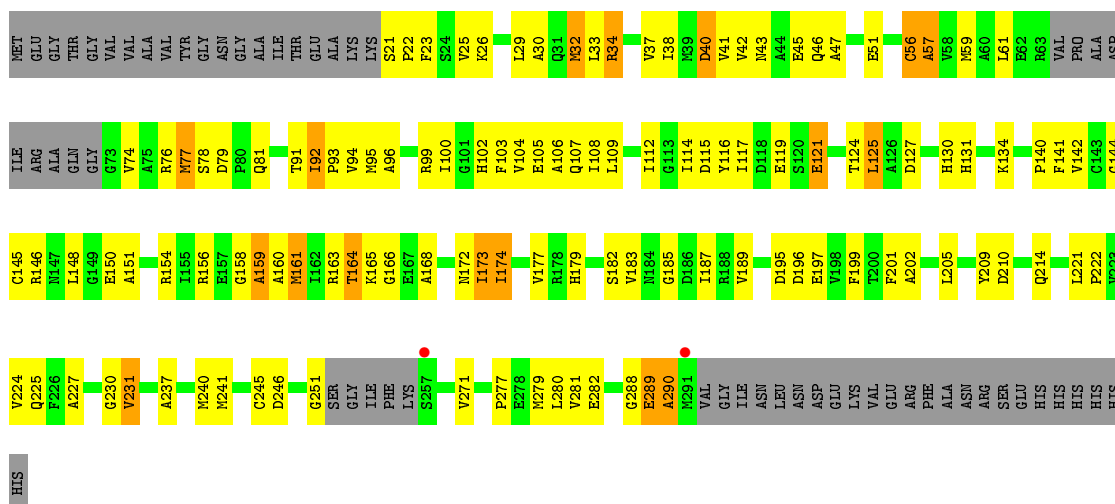 MET GLU GLY THR GLY VAL VAL ALA VAL TYR GLY ASN GLY ALA ILE THR GLU ALA LYS LYS S21 P22 F23 S24 V25 K26 L29 A30 Q31 M32 L33 R34 V37 I38 M39 D40 V41 V42 N43 A44 E45 Q46 A47 E51 C56 A57 V58 M59 A60 L61 E62 R63 VAL PRO ALA ASP
ILE ARG ALA GLN GLY G73 V74 A75 R76 M77 S78 D79 P80 Q81 T91 I92 P93 V94 M95 A96 R99 I100 G101 H102 F103 V104 E105 A106 Q107 I108 L109 I112 G113 I114 D115 Y116 I117 D118 E119 S120 E121 T124 L125 A126 D127 H130 H131 K134 P140 F141 V142 C143 G144
C145 R146 N147 L148 G149 E150 A151 R154 I155 R156 E157 G158 A159 A160 M161 I162 R163 T164 K165 G166 E167 A168 N172 I173 I174 V177 R178 H179 S182 V183 N184 G185 D186 I187 R188 V189 D195 D196 E197 V198 F199 T200 F201 A202 L205 Y209 D210 Q214 L221 P222 V223
V224 Q225 F226 A227 G230 V231 A237 M240 M241 C245 D246 G251 SER GLY ILE PHE LYS S257 V271 P277 E278 M279 L280 V281 E282 G288 E289 A290 M291 VAL GLY ILE ASN LEU ASN ASN ASP GLU LYS VAL GLU ARG PHE ALA ASN ARG SER GLU HIS HIS HIS HIS HIS
HIS